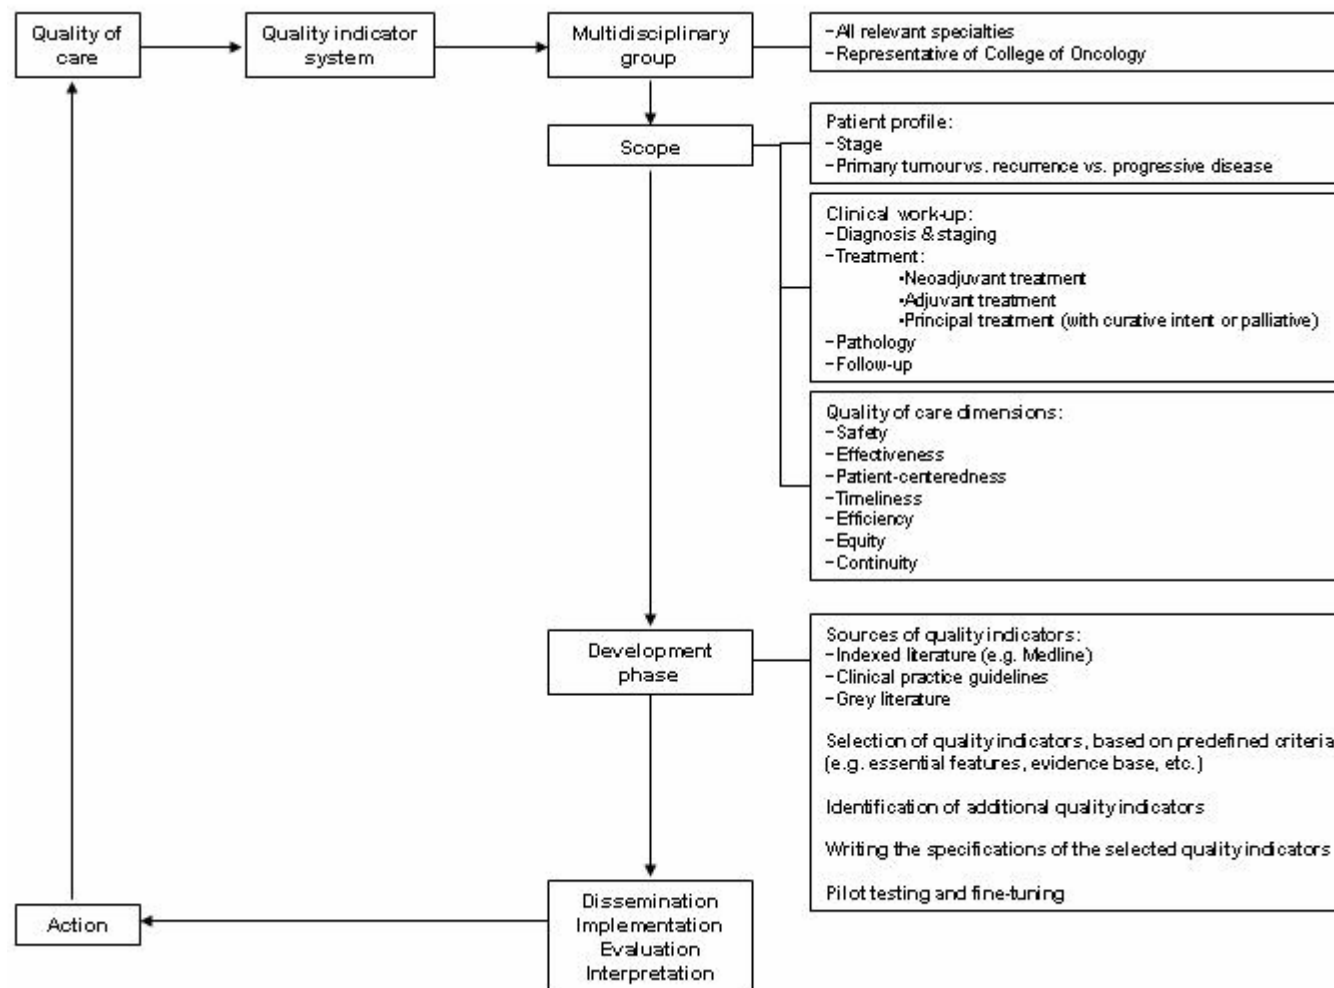 Quality of
care
Quality indicator
system
Multidisciplinary
group
-All relevant specialties
-Representative of College of Oncology
Scope
Patient profile:
-Stage
-Primary tumour vs. recurrence vs. progressive disease
Clinical work-up:
-Diagnosis & staging
-Treatment:
•Neoadjuvant treatment
•Adjuvant treatment
•Principal treatment (with curative intent or palliative)
-Pathology
-Follow-up
Quality of care dimensions:
-Safety
-Effectiveness
-Patient-centeredness
-Timeliness
-Efficiency
-Equity
-Continuity
Development
phase
Sources of quality indicators:
-Indexed literature (e.g. Medline)
-Clinical practice guidelines
-Grey literature
Selection of quality indicators, based on predefined criteria
(e.g. essential features, evidence base, etc.)
Identification of additional quality indicators
Writing the specifications of the selected quality indicators
Pilot testing and fine-tuning
Dissemination
Implementation
Evaluation
Interpretation
Action